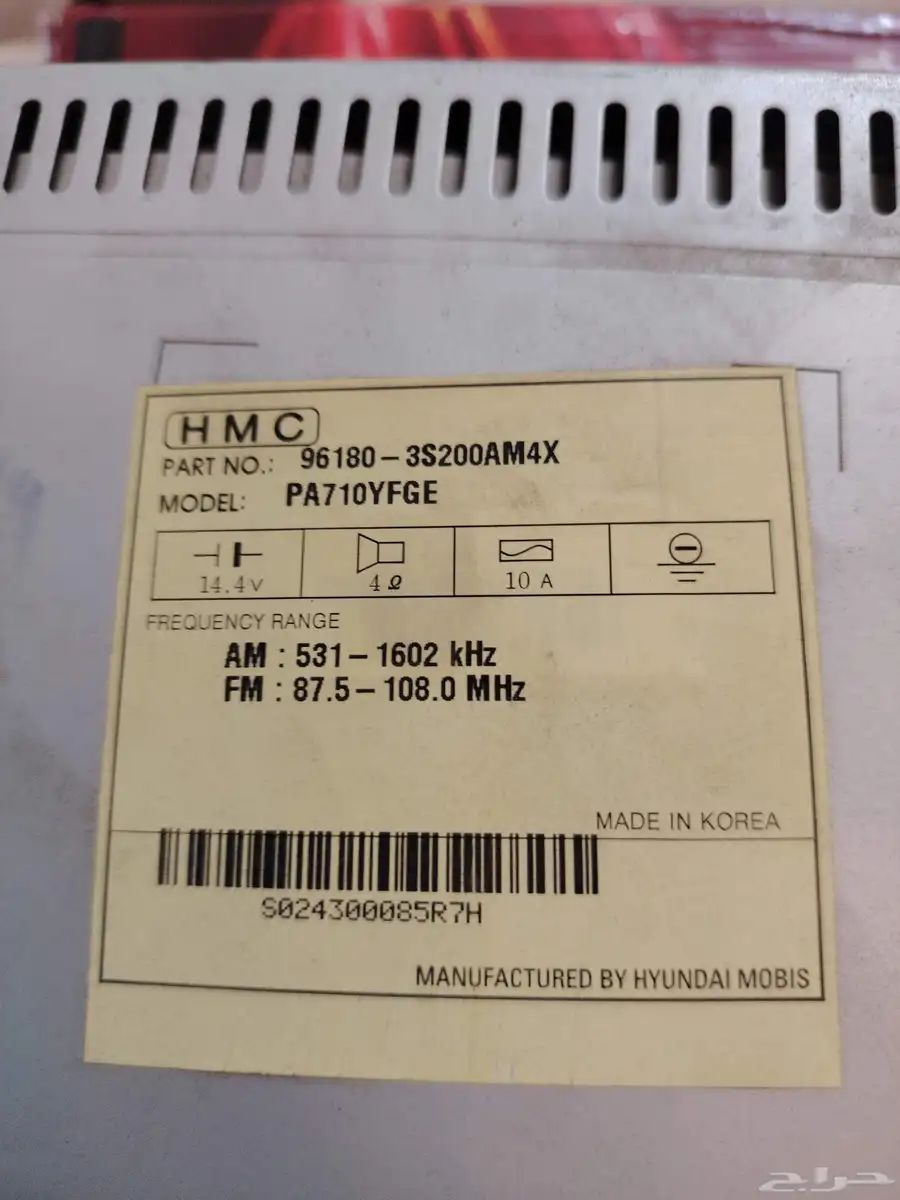 HMC
PART NO.: 96180-3S200AM4X
MODEL: PA710YFGE
14.4V 4Ω 10 A
FREQUENCY RANGE
AM : 531-1602 kHz
FM : 87.5-108.0 MHz
MADE IN KOREA
S024300085R7H
MANUFACTURED BY HYUNDAI MOBIS
حراج